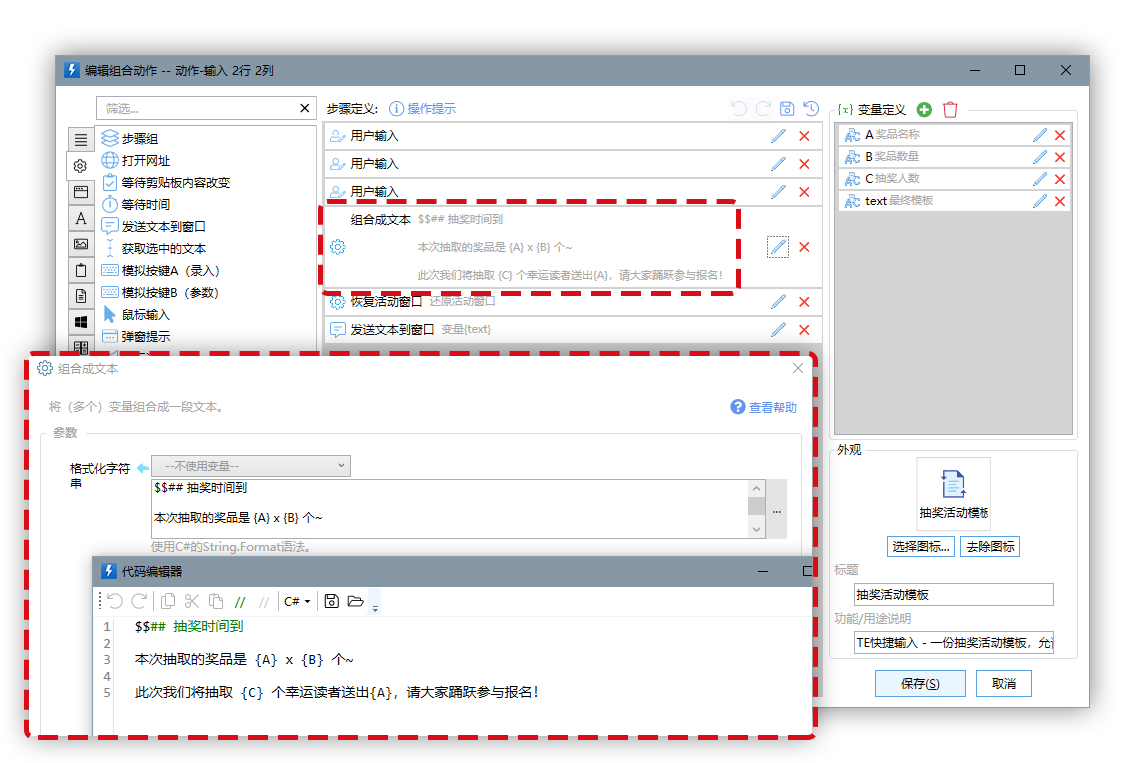 编辑组合动作 -- 动作-输入 2行 2列
筛选...
步骤组
打开网址
等待剪贴板内容改变
等待时间
发送文本到窗口
获取选中的文本
模拟按键A（录入）
模拟按键B（参数）
鼠标输入
弹窗提示
步骤定义:
操作提示
用户输入
用户输入
用户输入
组合成文本 $$## 抽奖时间到
本次抽取的奖品是 {A} x {B} 个~
此次我们将抽取 {C} 个幸运读者送出{A}，请大家踊跃参与报名！
恢复活动窗口 还原活动窗口
发送文本到窗口 变量{text}
{x} 变量定义
A 奖品名称
B 奖品数量
C 抽奖人数
text 最终模板
外观
抽奖活动模板
选择图标... 去除图标
标题
抽奖活动模板
功能/用途说明
TE快捷输入 - 一份抽奖活动模板，允
保存(S) 取消
组合成文本
将（多个）变量组合成一段文本。
查看帮助
参数
格式化字符
串
--不使用变量--
$$## 抽奖时间到
本次抽取的奖品是 {A} x {B} 个~
...
使用C#的String.Format语法。
代码编辑器
// // C#
1 $$## 抽奖时间到
2
3 本次抽取的奖品是 {A} x {B} 个~
4
5 此次我们将抽取 {C} 个幸运读者送出{A}，请大家踊跃参与报名！